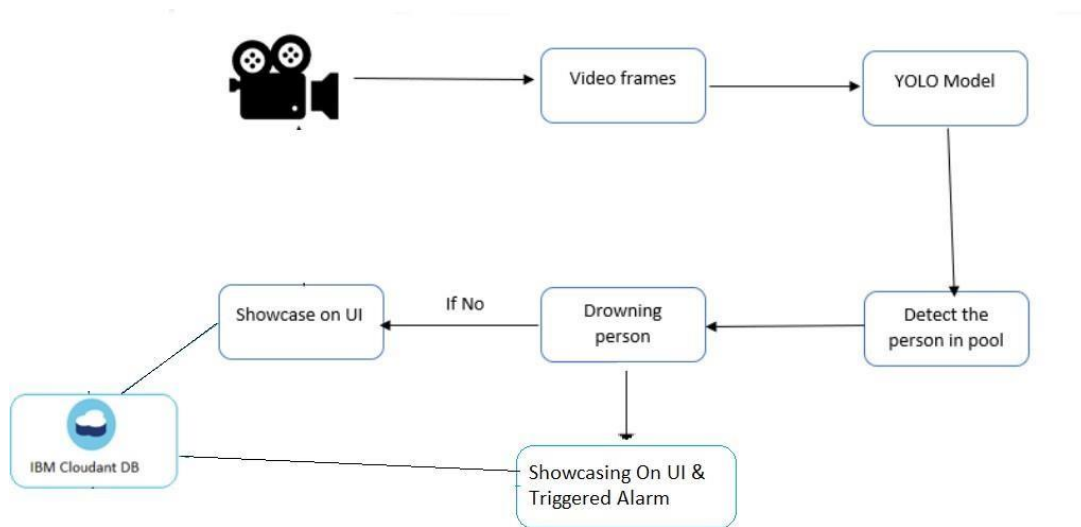 Video frames
YOLO Model
Detect the
person in pool
Drowning
person
If No
Showcase on UI
IBM Cloudant DB
Showcasing On UI &
Triggered Alarm